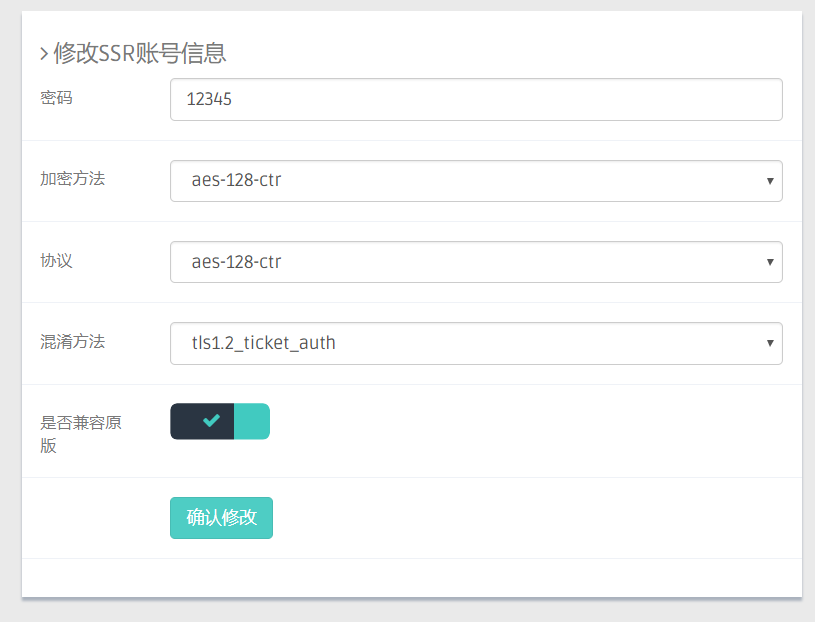 修改SSR账号信息
密码
12345
加密方法
aes-128-ctr
协议
aes-128-ctr
混淆方法
tls1.2_ticket_auth
是否兼容原
版
确认修改